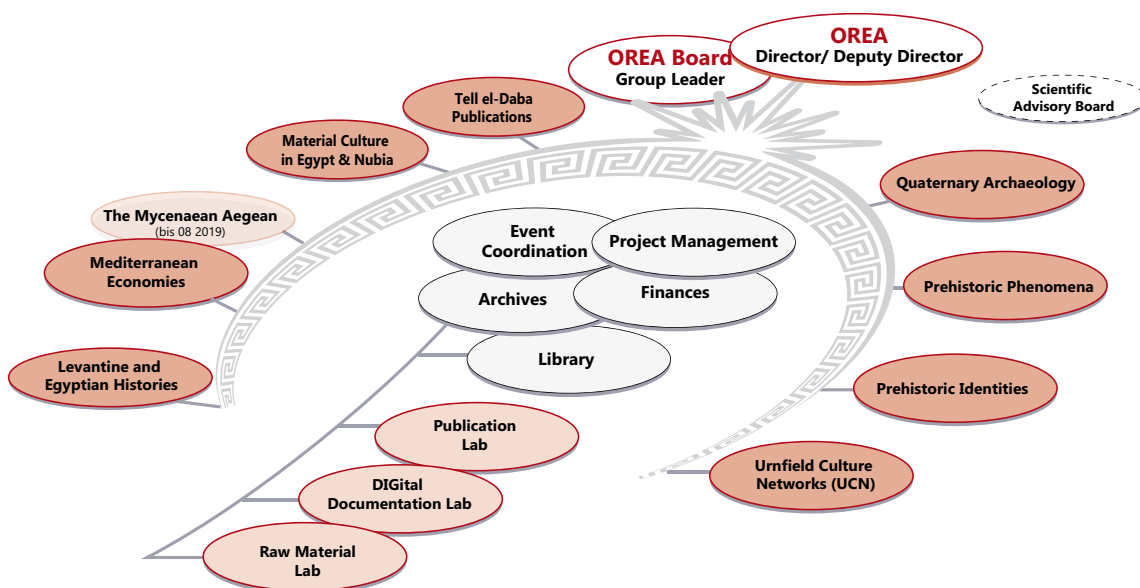 OREA
Director/ Deputy Director
OREA Board
Group Leader
Scientific
Advisory Board
Tell el-Daba
Publications
Material Culture
in Egypt & Nubia
The Mycenaean Aegean
(bis 08 2019)
Mediterranean
Economies
Levantine and
Egyptian Histories
Quaternary Archaeology
Prehistoric Phenomena
Prehistoric Identities
Urnfield Culture
Networks (UCN)
Event
Coordination
Project Management
Archives
Finances
Library
Publication
Lab
DIGital
Documentation Lab
Raw Material
Lab